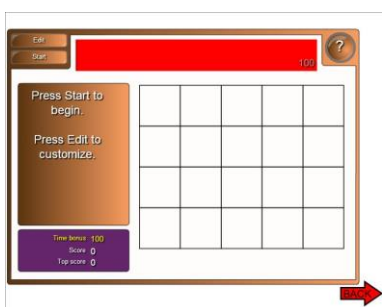 Edit
?
Start
100
Press Start to
begin.
Press Edit to
customize.
Time bonus 100
Score 0
Top score 0
BACK